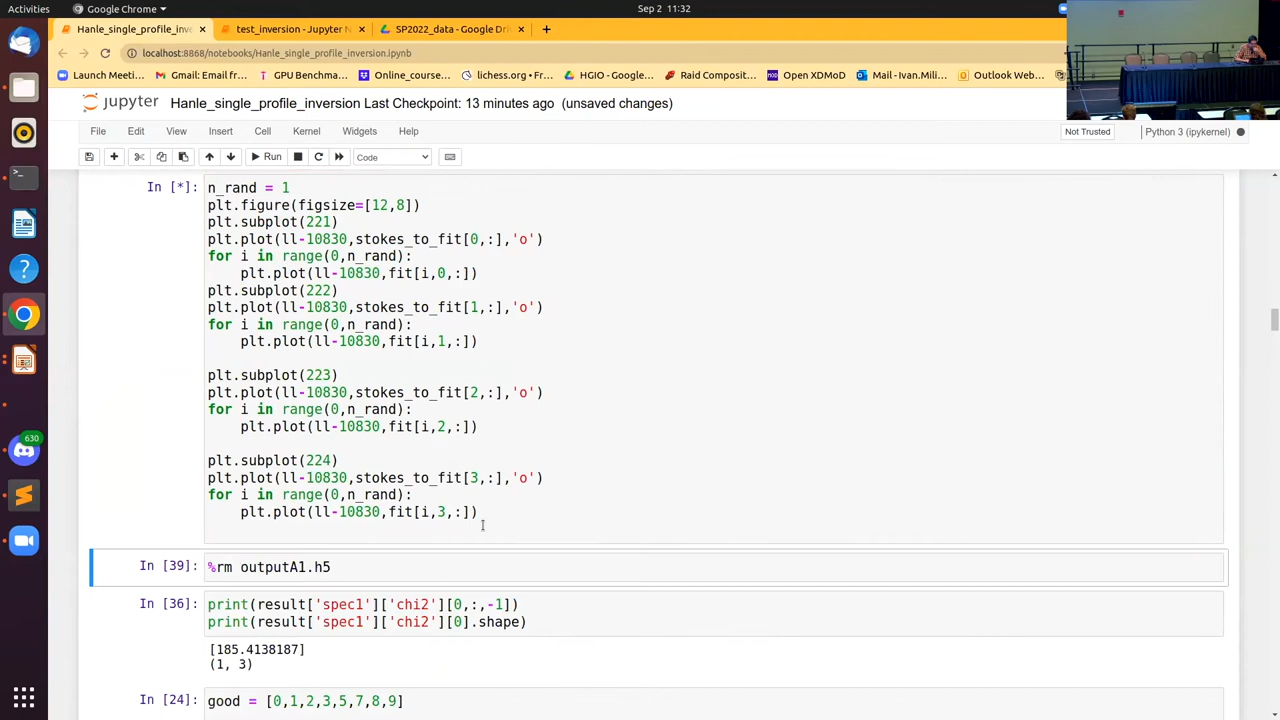 Activities
Google Chrome
Sep 2 11:32
Hanle_single_profile_inv
test_inversion - Jupyter N
SP2022_data - Google Dri
localhost:8868/notebooks/Hanle_single_profile_inversion.ipynb
Launch Meeti... Gmail: Email fr... GPU Benchma... Online_course... lichess.org • Fr... HGIO - Google... Raid Composit... Open XDMoD Mail - Ivan.Mili... Outlook Web...
jupyter Hanle_single_profile_inversion Last Checkpoint: 13 minutes ago (unsaved changes)
File Edit View Insert Cell Kernel Widgets Help
Not Trusted
Python 3 (ipykernel)
Run
Code
In [*]: n_rand = 1
plt.figure(figsize=[12,8])
plt.subplot(221)
plt.plot(ll-10830,stokes_to_fit[0,:],'o')
for i in range(0,n_rand):
    plt.plot(ll-10830,fit[i,0,:])
plt.subplot(222)
plt.plot(ll-10830,stokes_to_fit[1,:],'o')
for i in range(0,n_rand):
    plt.plot(ll-10830,fit[i,1,:])
plt.subplot(223)
plt.plot(ll-10830,stokes_to_fit[2,:],'o')
for i in range(0,n_rand):
    plt.plot(ll-10830,fit[i,2,:])
plt.subplot(224)
plt.plot(ll-10830,stokes_to_fit[3,:],'o')
for i in range(0,n_rand):
    plt.plot(ll-10830,fit[i,3,:])
In [39]: %rm outputA1.h5
In [36]: print(result['spec1']['chi2'][0,:,-1])
print(result['spec1']['chi2'][0].shape)
[185.4138187]
(1, 3)
In [24]: good = [0,1,2,3,5,7,8,9]
630